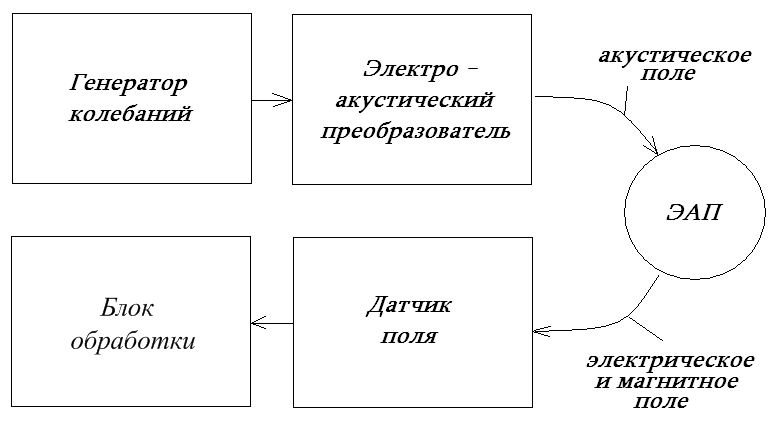 Генератор
колебаний
Электро -
акустический
преобразователь
акустическое
поле
ЭАП
Блок
обработки
Датчик
поля
электрическое
и магнитное
поле